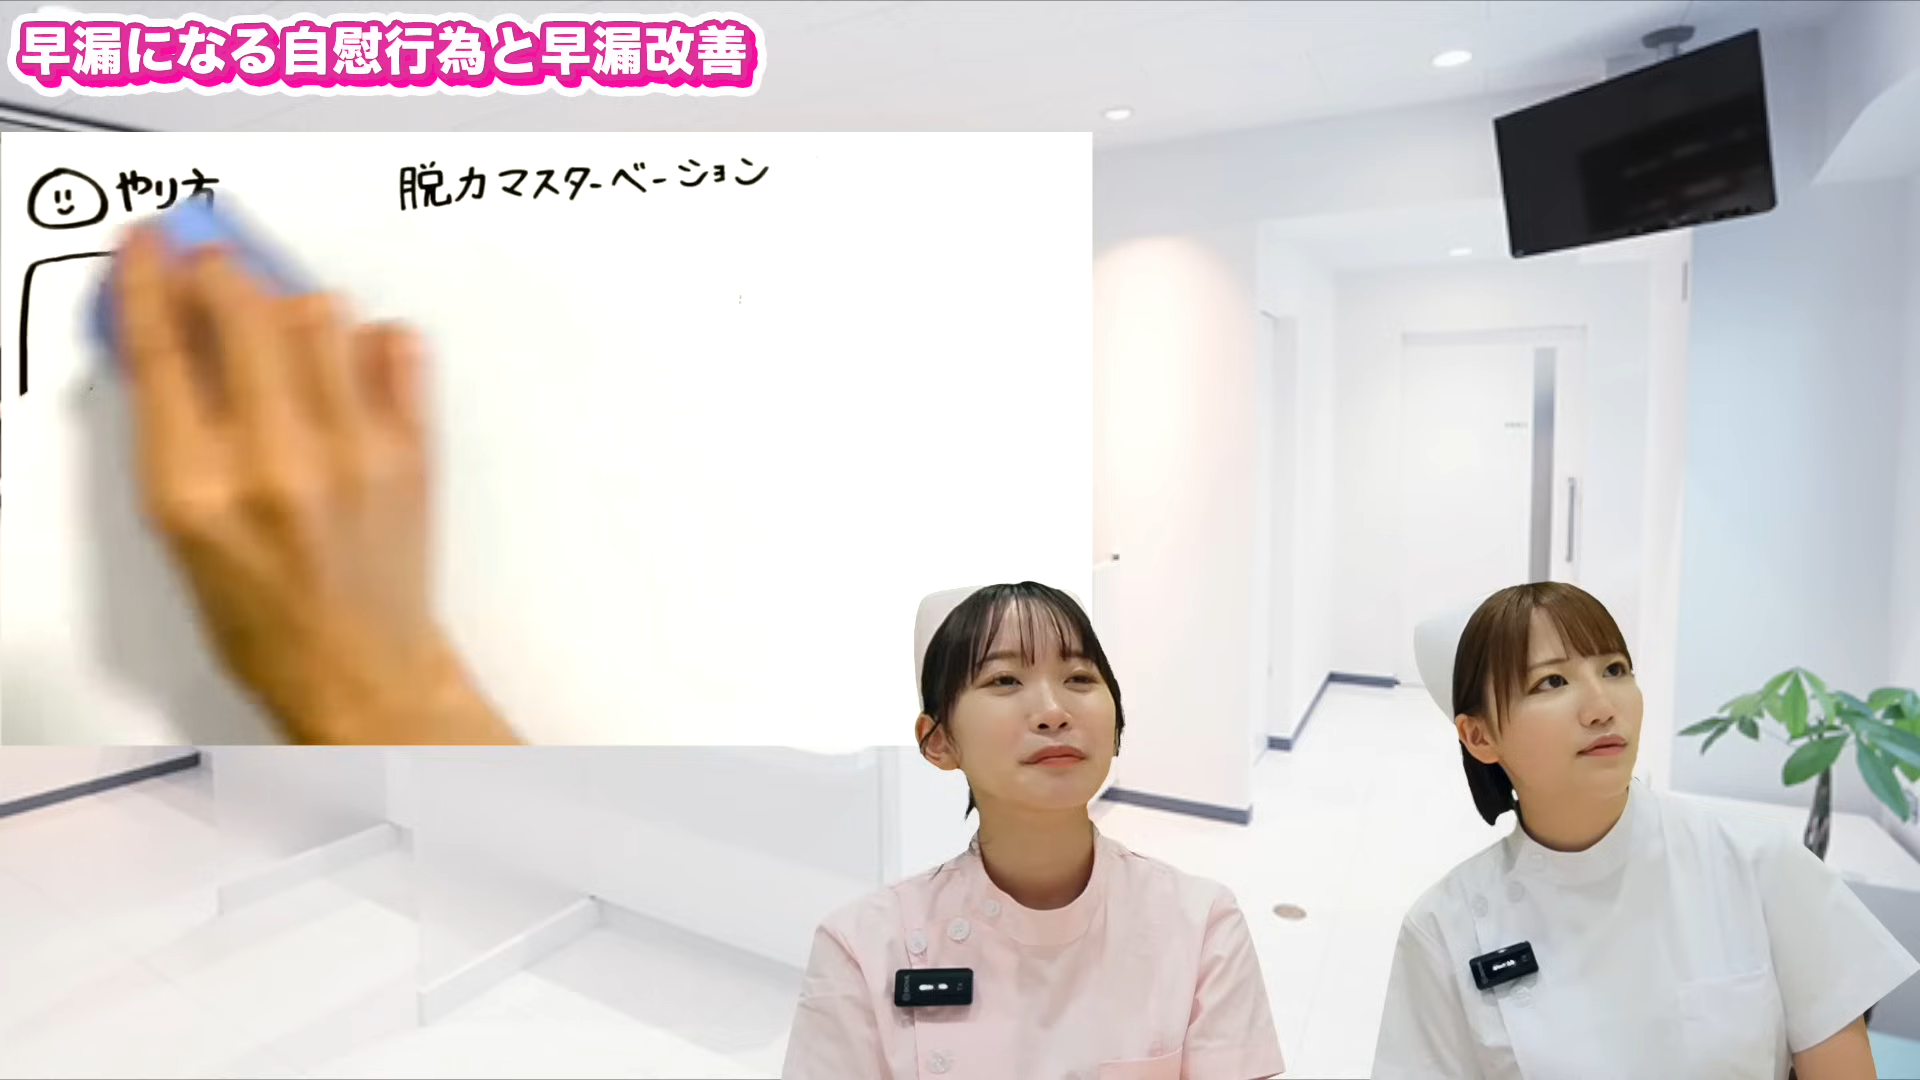 早漏になる自慰行為と早漏改善
やり方
脱力マスターベーション